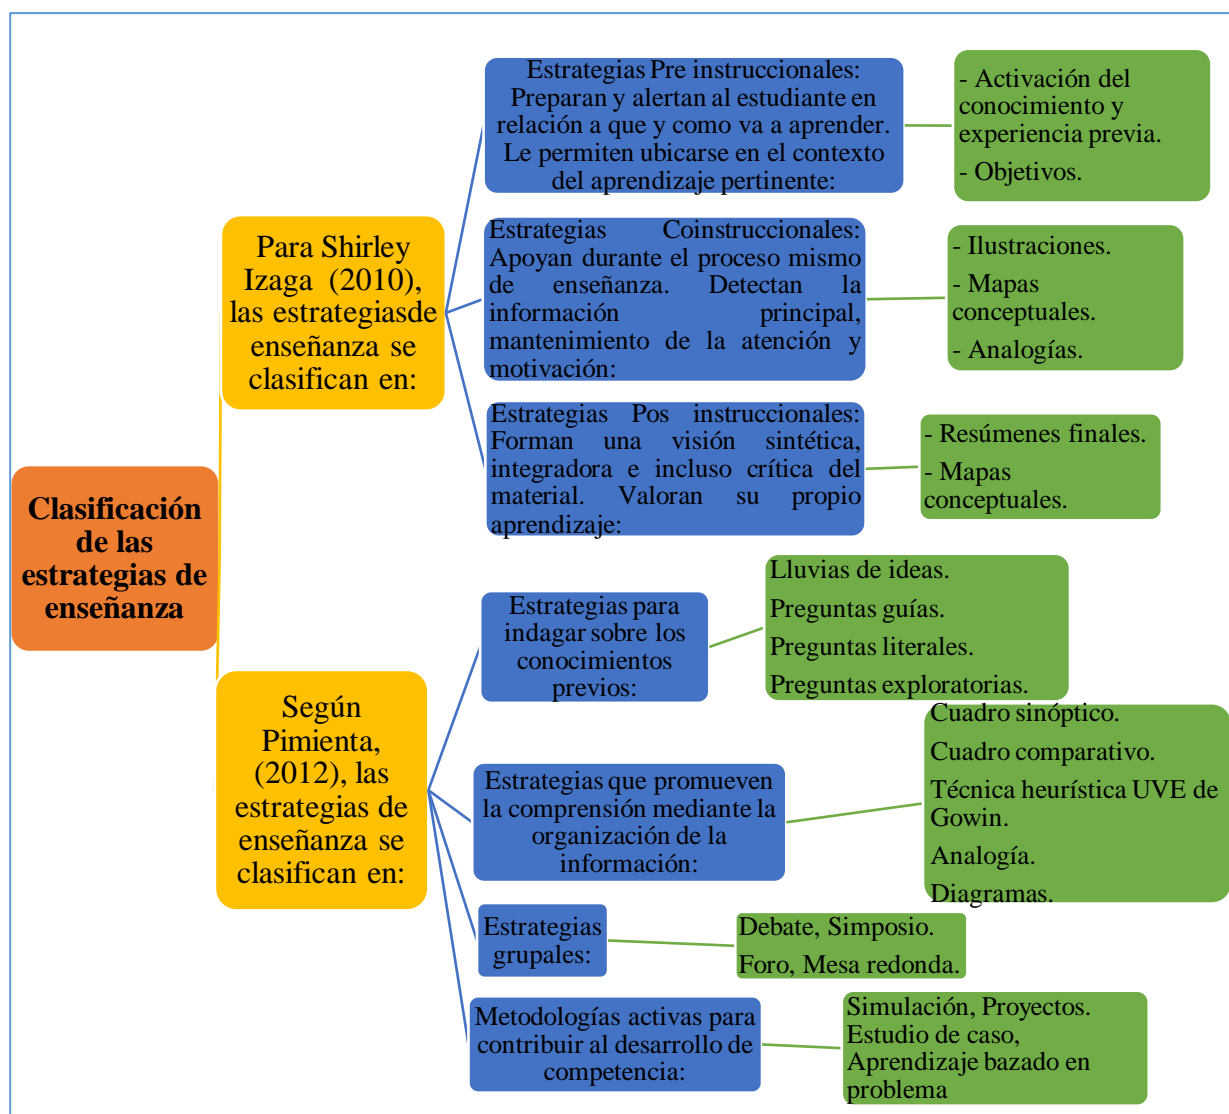 Clasificación
de las
estrategias de
enseñanza
Para Shirley
Izaga (2010),
las estrategiasde
enseñanza se
clasifican en:
Estrategias Pre instruccionales:
Preparan y alertan al estudiante en
relación a que y como va a aprender.
Le permiten ubicarse en el contexto
del aprendizaje pertinente:
- Activación del
conocimiento y
experiencia previa.
- Objetivos.
Estrategias Coinstruccionales:
Apoyan durante el proceso mismo
de enseñanza. Detectan la
información principal,
mantenimiento de la atención y
motivación:
- Ilustraciones.
- Mapas
conceptuales.
- Analogías.
Estrategias Pos instruccionales:
Forman una visión sintética,
integradora e incluso crítica del
material. Valoran su propio
aprendizaje:
- Resúmenes finales.
- Mapas
conceptuales.
Según
Pimienta,
(2012), las
estrategias de
enseñanza se
clasifican en:
Estrategias para
indagar sobre los
conocimientos
previos:
Lluvias de ideas.
Preguntas guías.
Preguntas literales.
Preguntas exploratorias.
Estrategias que promueven
la comprensión mediante la
organización de la
información:
Cuadro sinóptico.
Cuadro comparativo.
Técnica heurística UVE de
Gowin.
Analogía.
Diagramas.
Estrategias
grupales:
Debate, Simposio.
Foro, Mesa redonda.
Metodologías activas para
contribuir al desarrollo de
competencia:
Simulación, Proyectos.
Estudio de caso,
Aprendizaje bazado en
problema